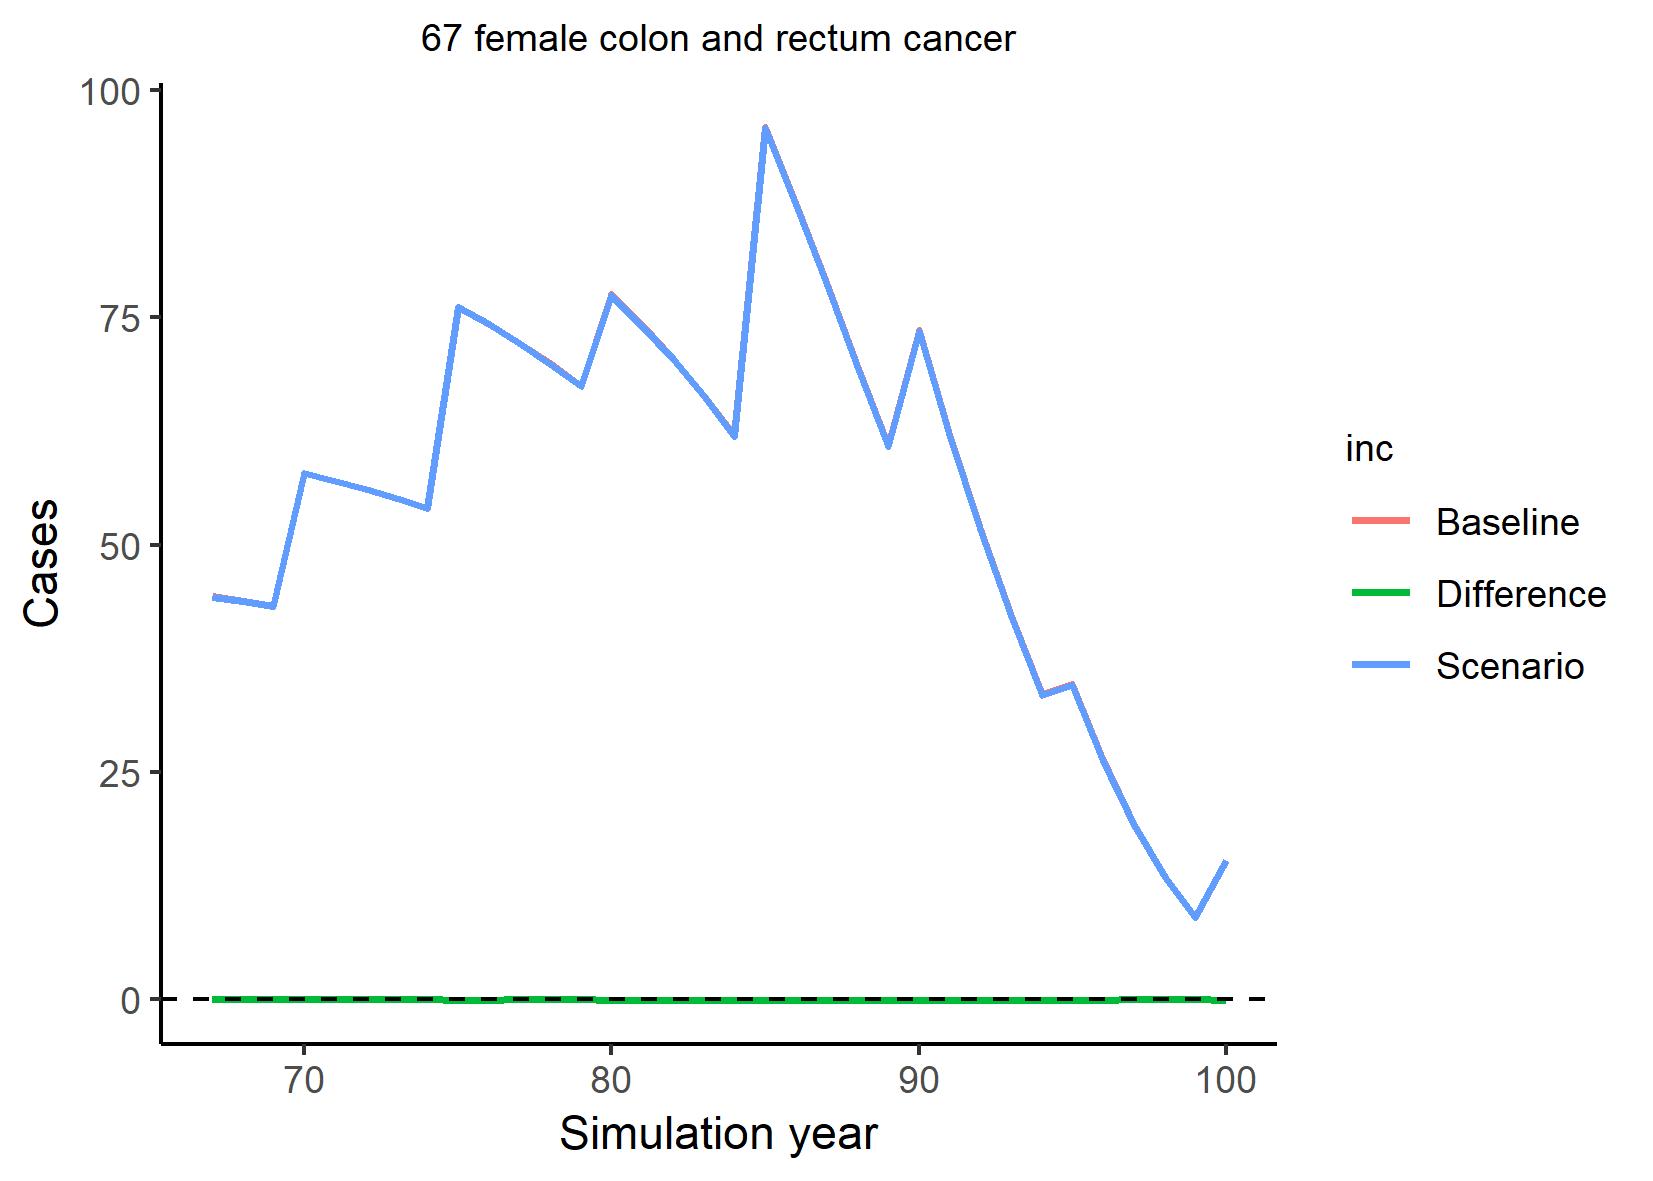 67 female colon and rectum cancer
100
75
50
25
0
Cases
70 80 90 100
Simulation year
inc
Baseline
Difference
Scenario